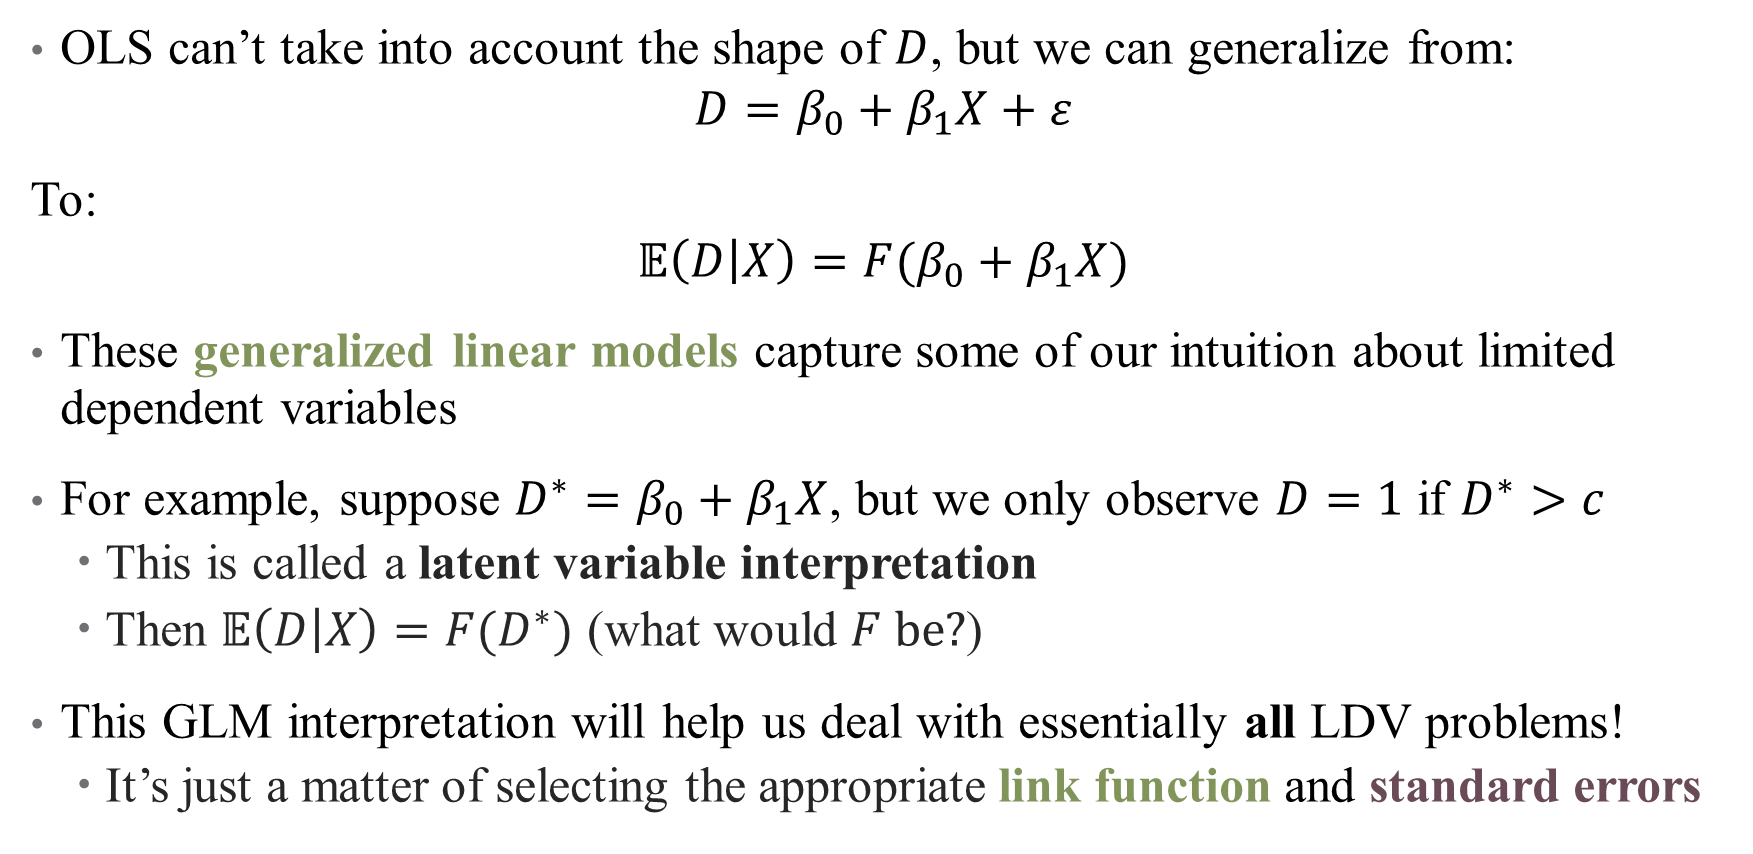 • OLS can’t take into account the shape of D, but we can generalize from:
D = β₀ + β₁X + ε
To:
𝔼(D|X) = F(β₀ + β₁X)
• These generalized linear models capture some of our intuition about limited
dependent variables
• For example, suppose D* = β₀ + β₁X, but we only observe D = 1 if D* > c
• This is called a latent variable interpretation
• Then 𝔼(D|X) = F(D*) (what would F be?)
• This GLM interpretation will help us deal with essentially all LDV problems!
• It’s just a matter of selecting the appropriate link function and standard errors